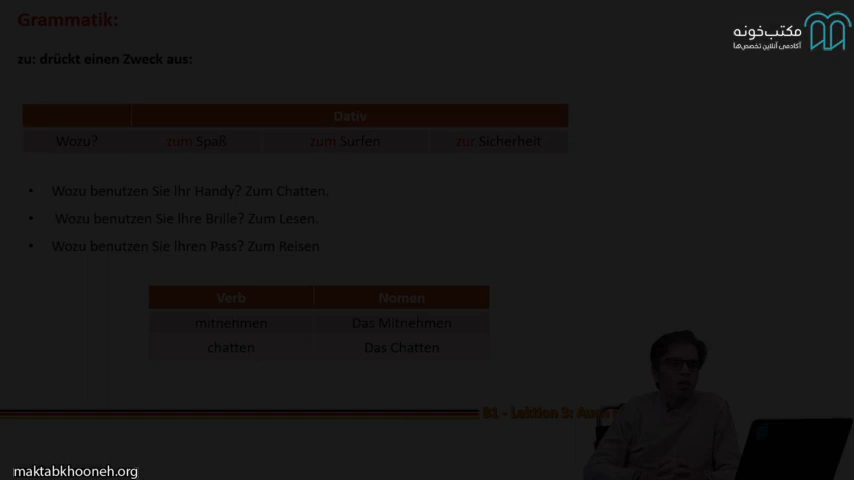 Grammatik:
مکتب‌خونه
آکادمی آنلاین تخصص‌ها
zu: drückt einen Zweck aus:
Dativ
Wozu? zum Spaß zum Surfen zur Sicherheit
• Wozu benutzen Sie Ihr Handy? Zum Chatten.
• Wozu benutzen Sie Ihre Brille? Zum Lesen.
• Wozu benutzen Sie Ihren Pass? Zum Reisen
Verb Nomen
mitnehmen Das Mitnehmen
chatten Das Chatten
B1 - Lektion 3:
maktabkhooneh.org